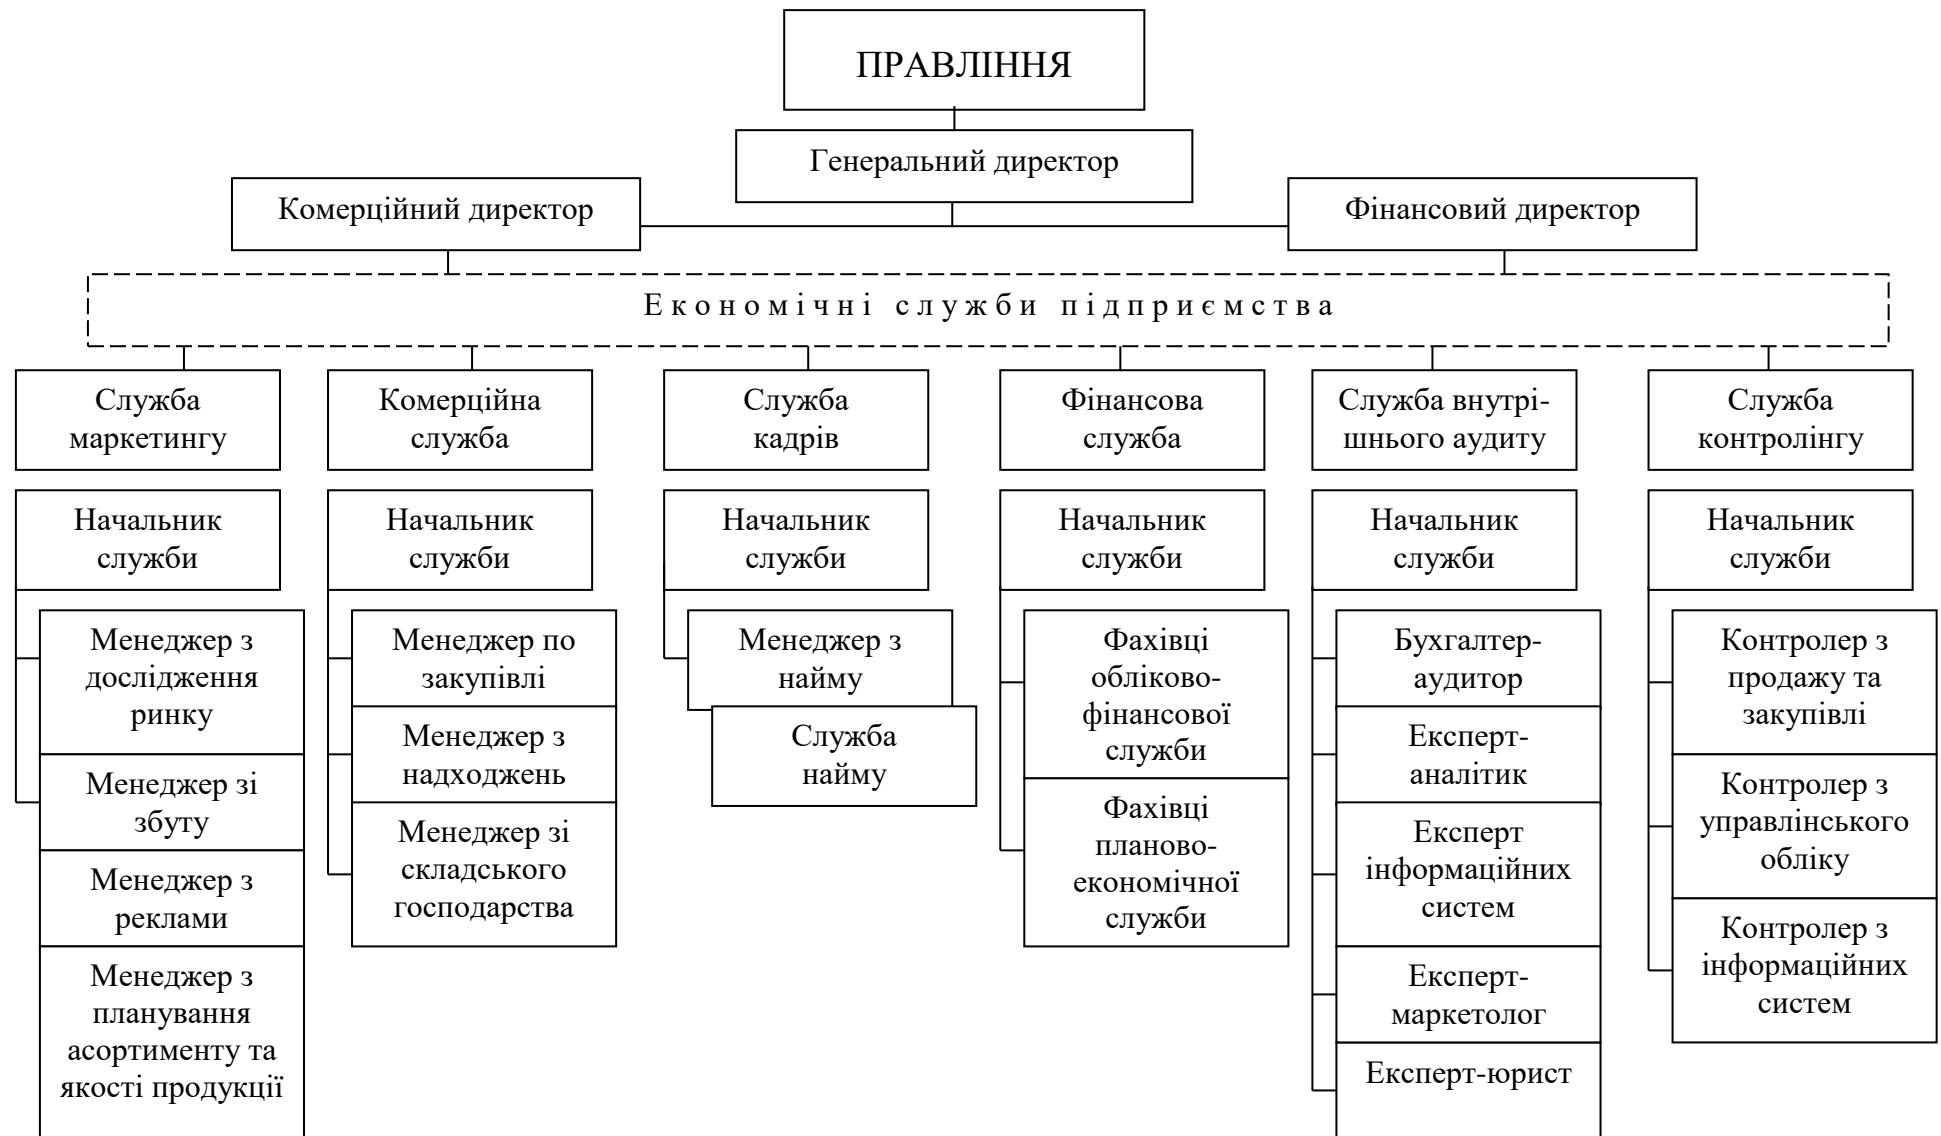 ПРАВЛІННЯ
Генеральний директор
Комерційний директор
Фінансовий директор
Економічні служби підприємства
Служба
маркетингу
Комерційна
служба
Служба
кадрів
Фінансова
служба
Служба внутрі-
шнього аудиту
Служба
контролінгу
Начальник
служби
Начальник
служби
Начальник
служби
Начальник
служби
Начальник
служби
Начальник
служби
Менеджер з
дослідження
ринку
Менеджер зі
збуту
Менеджер з
реклами
Менеджер з
планування
асортименту та
якості продукції
Менеджер по
закупівлі
Менеджер з
надходжень
Менеджер зі
складського
господарства
Менеджер з
найму
Служба
найму
Фахівці
обліково-
фінансової
служби
Фахівці
планово-
економічної
служби
Бухгалтер-
аудитор
Експерт-
аналітик
Експерт
інформаційних
систем
Експерт-
маркетолог
Експерт-юрист
Контролер з
продажу та
закупівлі
Контролер з
управлінського
обліку
Контролер з
інформаційних
систем